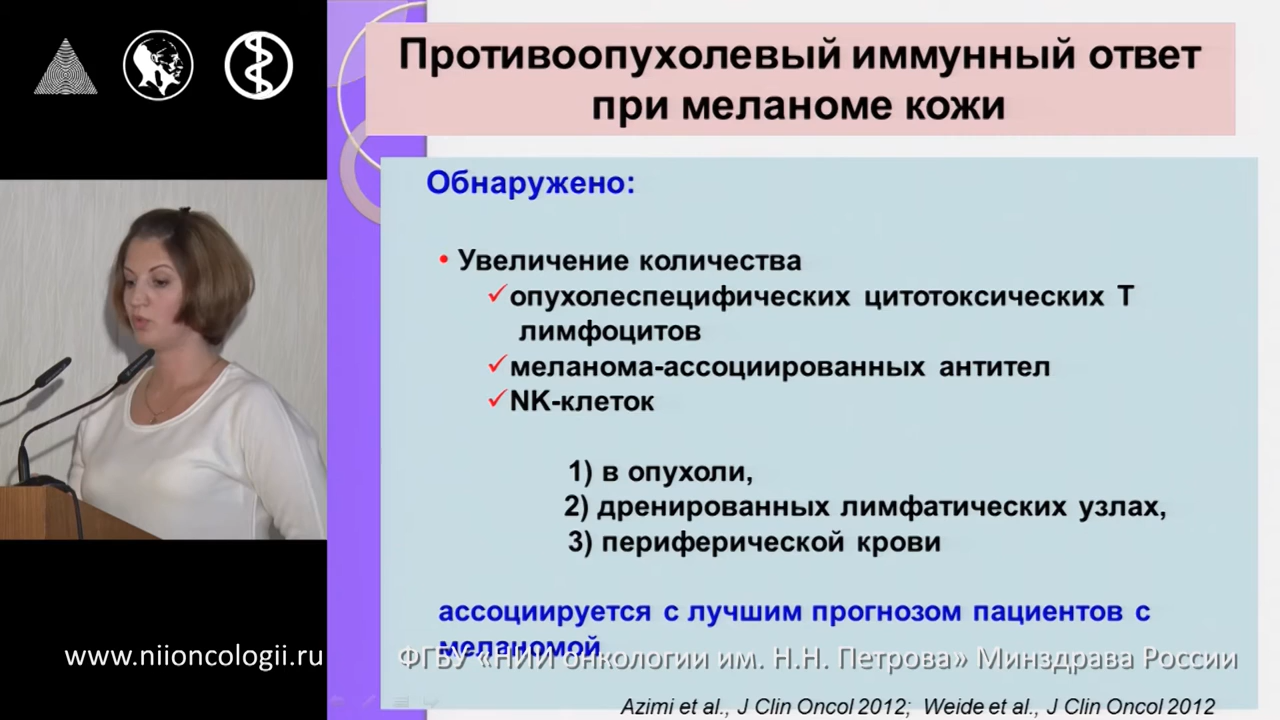 Противоопухолевый иммунный ответ
при меланоме кожи
Обнаружено:
• Увеличение количества
✓опухолеспецифических цитотоксических Т
лимфоцитов
✓меланома-ассоциированных антител
✓NK-клеток
1) в опухоли,
2) дренированных лимфатических узлах,
3) периферической крови
ассоциируется с лучшим прогнозом пациентов с
меланомой
www.niioncologii.ru
ФГБУ «НИИ онкологии им. Н.Н. Петрова» Минздрава России
Azimi et al., J Clin Oncol 2012; Weide et al., J Clin Oncol 2012